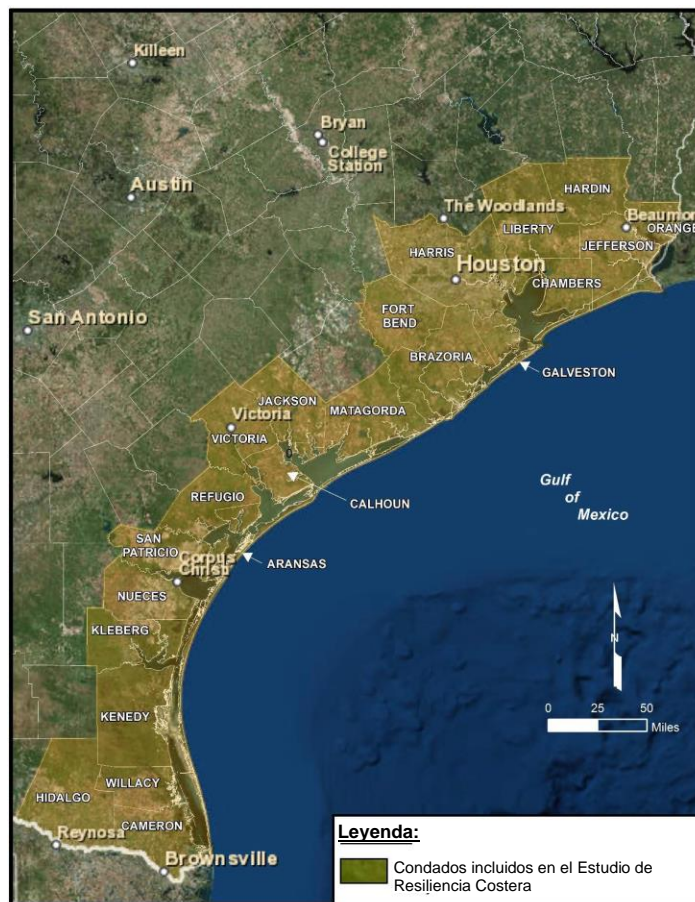 Killeen
Bryan
College
Station
Austin
HARDIN
The Woodlands
LIBERTY
Beaumon
ORANGE
JEFFERSON
HARRIS
Houston
CHAMBERS
San Antonio
FORT
BEND
BRAZORIA
GALVESTON
JACKSON
MATAGORDA
Victoria
VICTORIA
CALHOUN
REFUGIO
Gulf
of
Mexico
SAN
PATRICIO
Corpus
Christi
ARANSAS
NUECES
KLEBERG
N
KENEDY
0 25 50
Miles
WILLACY
HIDALGO
CAMERON
Reynosa
Brownsville
Leyenda:
Condados incluidos en el Estudio de
Resiliencia Costera